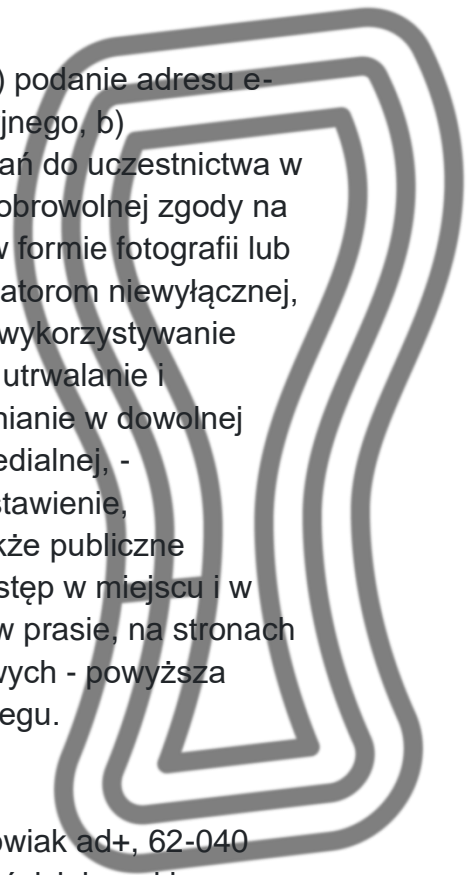 ) podanie adresu e-
jnego, b)
ań do uczestnictwa w
obrowolnej zgody na
w formie fotografii lub
atorom niewyłącznej,
wykorzystywanie
utrwalanie i
nianie w dowolnej
edialnej, -
stawienie,
kże publiczne
stęp w miejscu i w
w prasie, na stronach
wych - powyższa
egu.
owiak ad+, 62-040